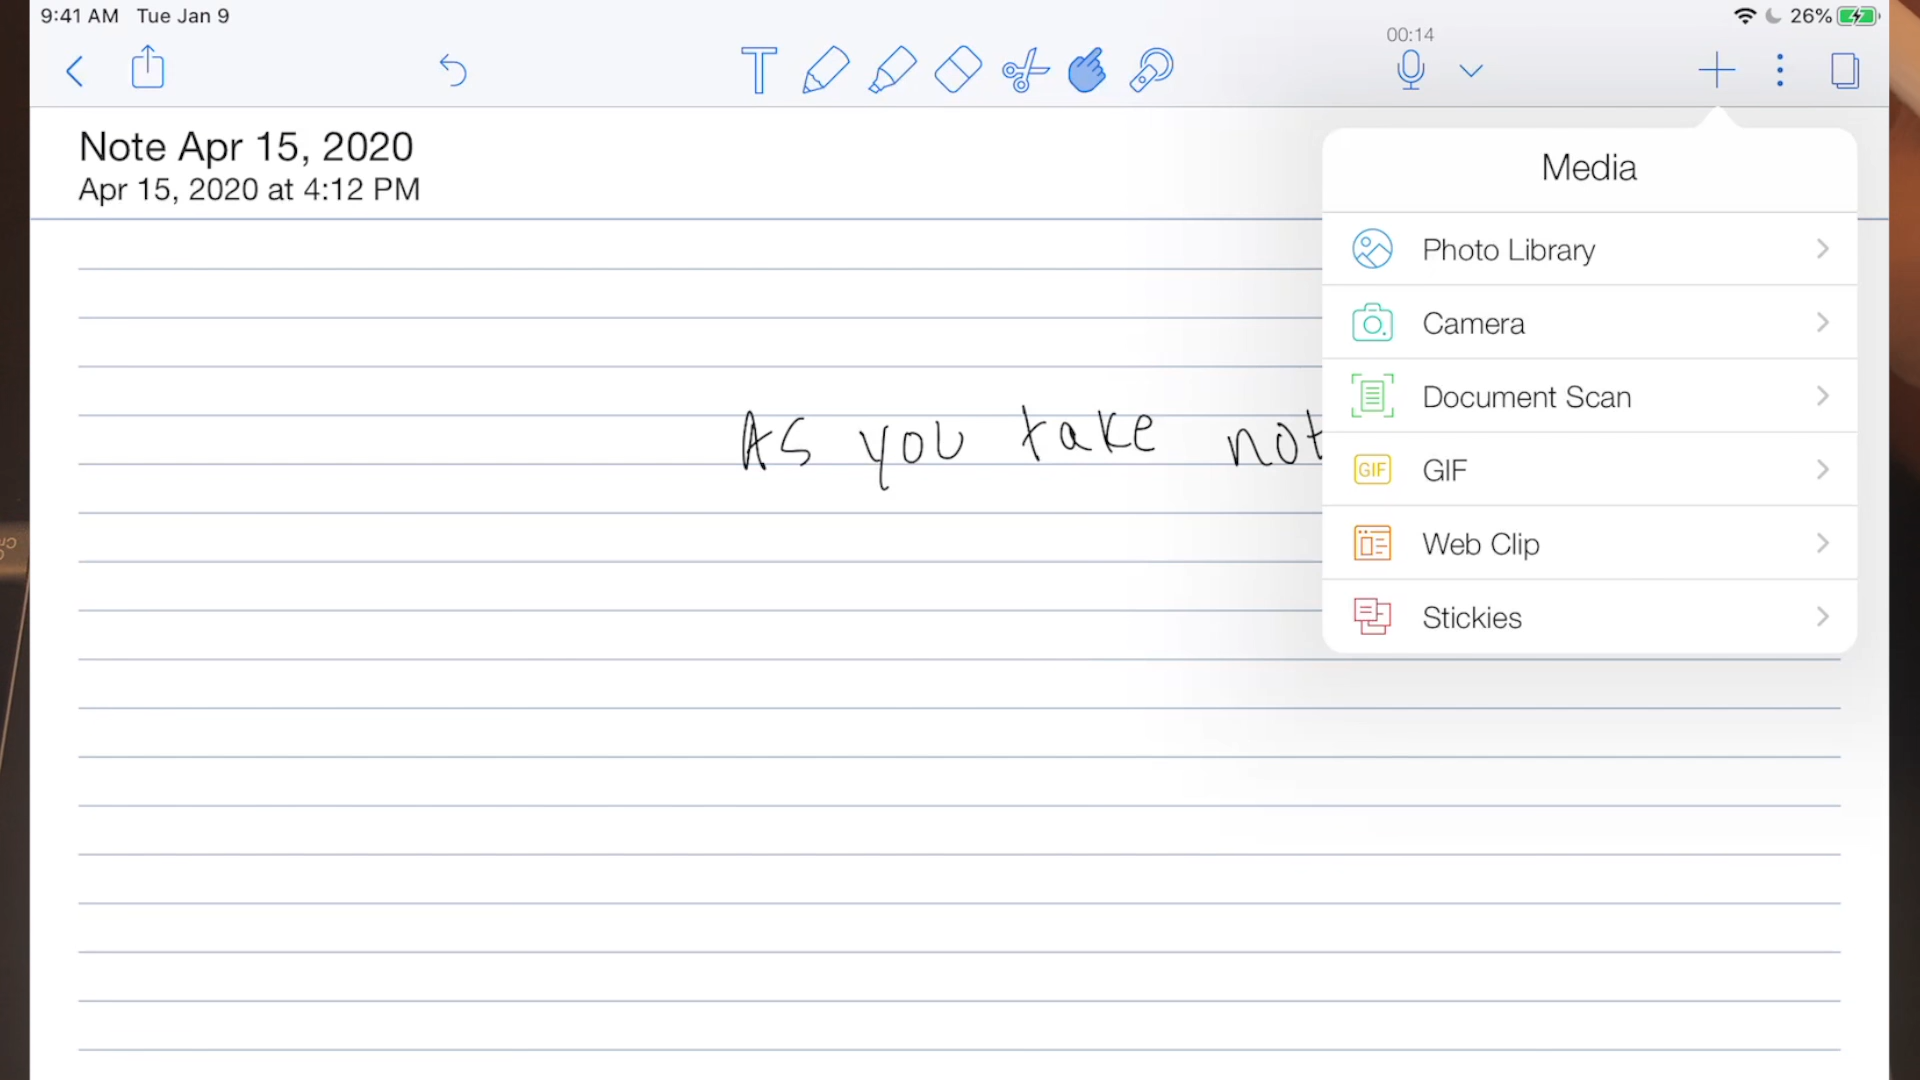 9:41 AM Tue Jan 9
26%
00:14
T
Note Apr 15, 2020
Apr 15, 2020 at 4:12 PM
As you take not
Media
Photo Library
Camera
Document Scan
GIF GIF
Web Clip
Stickies